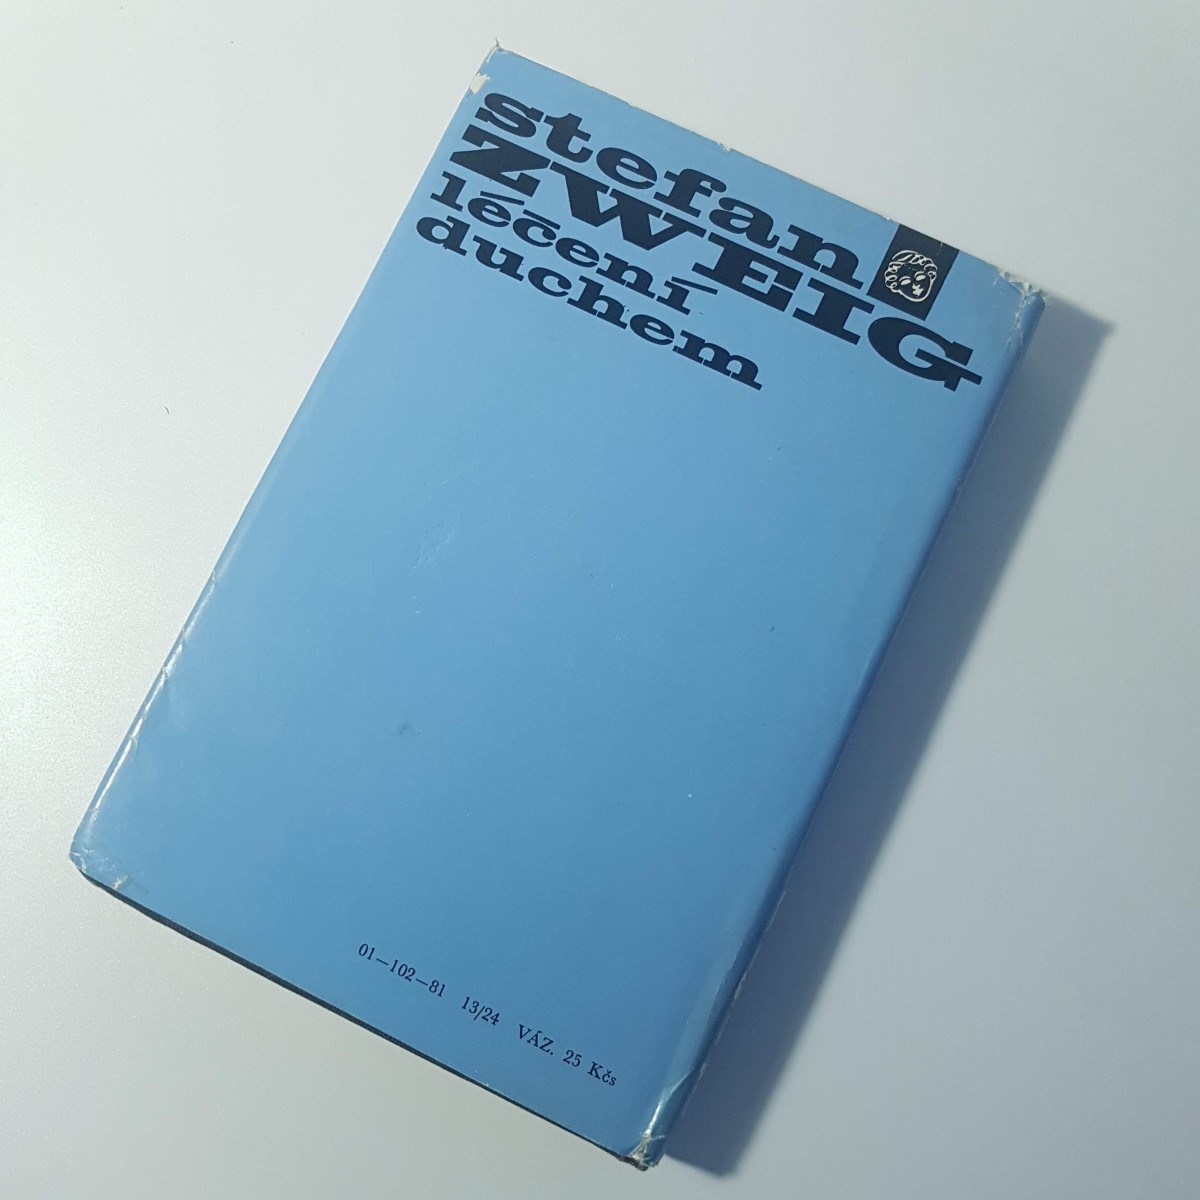 stefan
ZWEIG
léčení
duchem
01—102—81 13/24 VÁZ. 25 Kčs